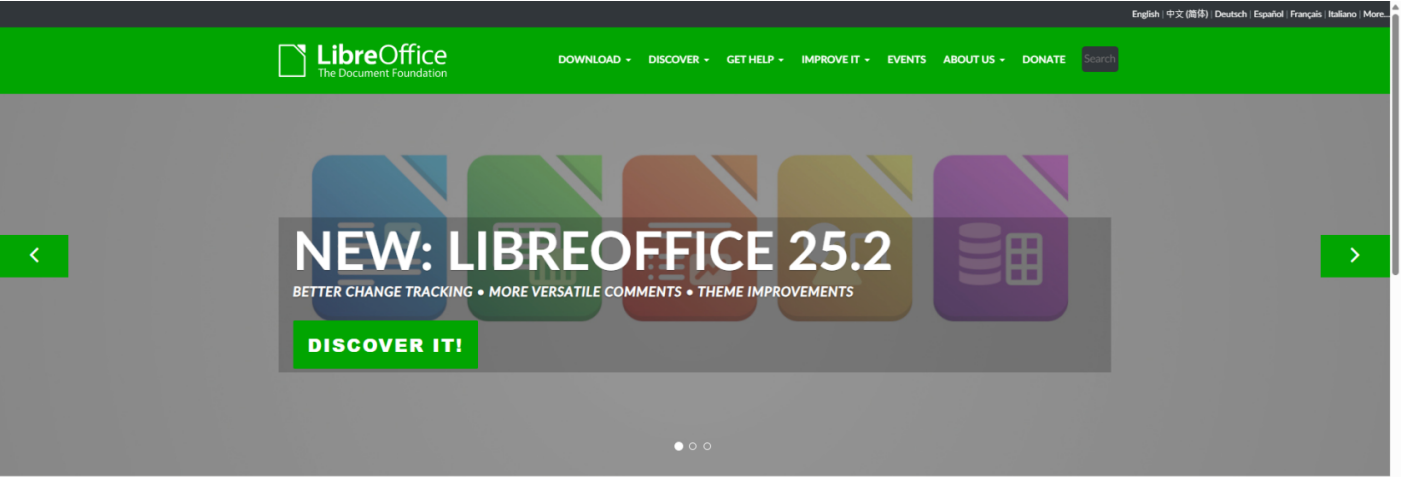 English | 中文 (简体) | Deutsch | Español | Français | Italiano | More...
LibreOffice
The Document Foundation
DOWNLOAD DISCOVER GET HELP IMPROVE IT EVENTS ABOUT US DONATE Search
NEW: LIBREOFFICE 25.2
BETTER CHANGE TRACKING • MORE VERSATILE COMMENTS • THEME IMPROVEMENTS
DISCOVER IT!